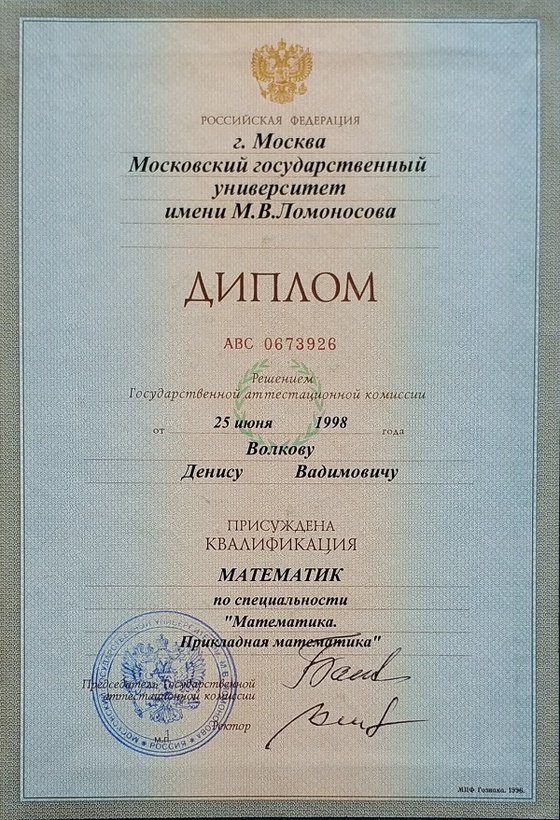 РОССИЙСКАЯ ФЕДЕРАЦИЯ
г. Москва
Московский государственный
университет
имени М.В.Ломоносова
ДИПЛОМ
АВС 0673926
Решением
Государственной аттестационной комиссии
от 25 июня 1998 года
Волкову
Денису Вадимовичу
ПРИСУЖДЕНА
КВАЛИФИКАЦИЯ
МАТЕМАТИК
по специальности
"Математика.
Прикладная математика"
Председатель Государственной
аттестационной комиссии
Ректор
М.П.
РОССИЯ
МПФ Гознака. 1996.